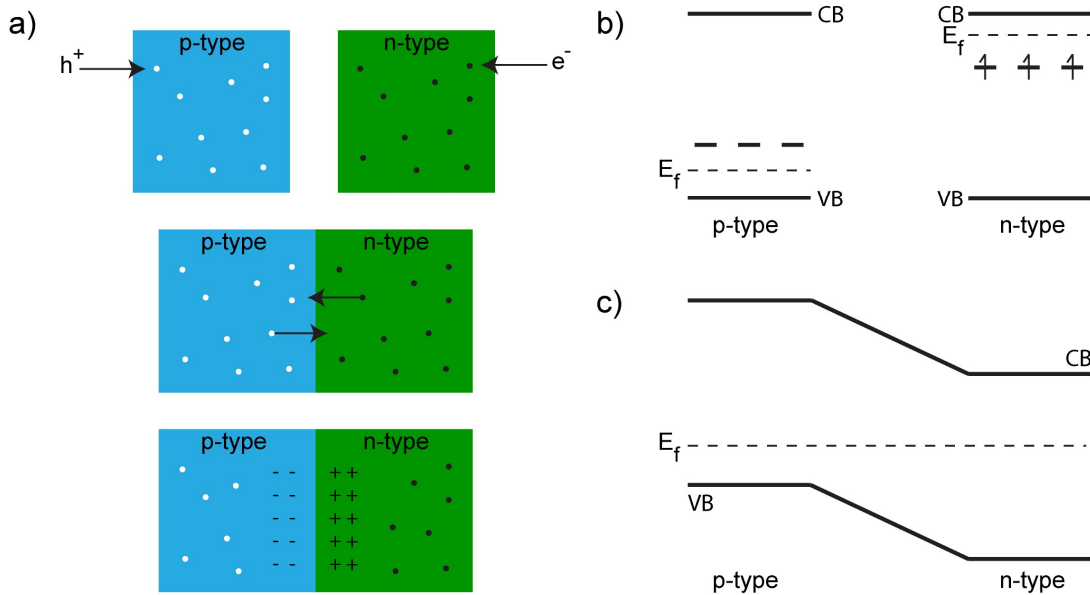 a)
p-type
n-type
h+
e-
p-type
n-type
p-type
n-type
- - ++
- - ++
- - ++
- - ++
- - ++
b)
CB
CB
Ef
Ef
VB
VB
p-type
n-type
c)
CB
Ef
VB
p-type
n-type